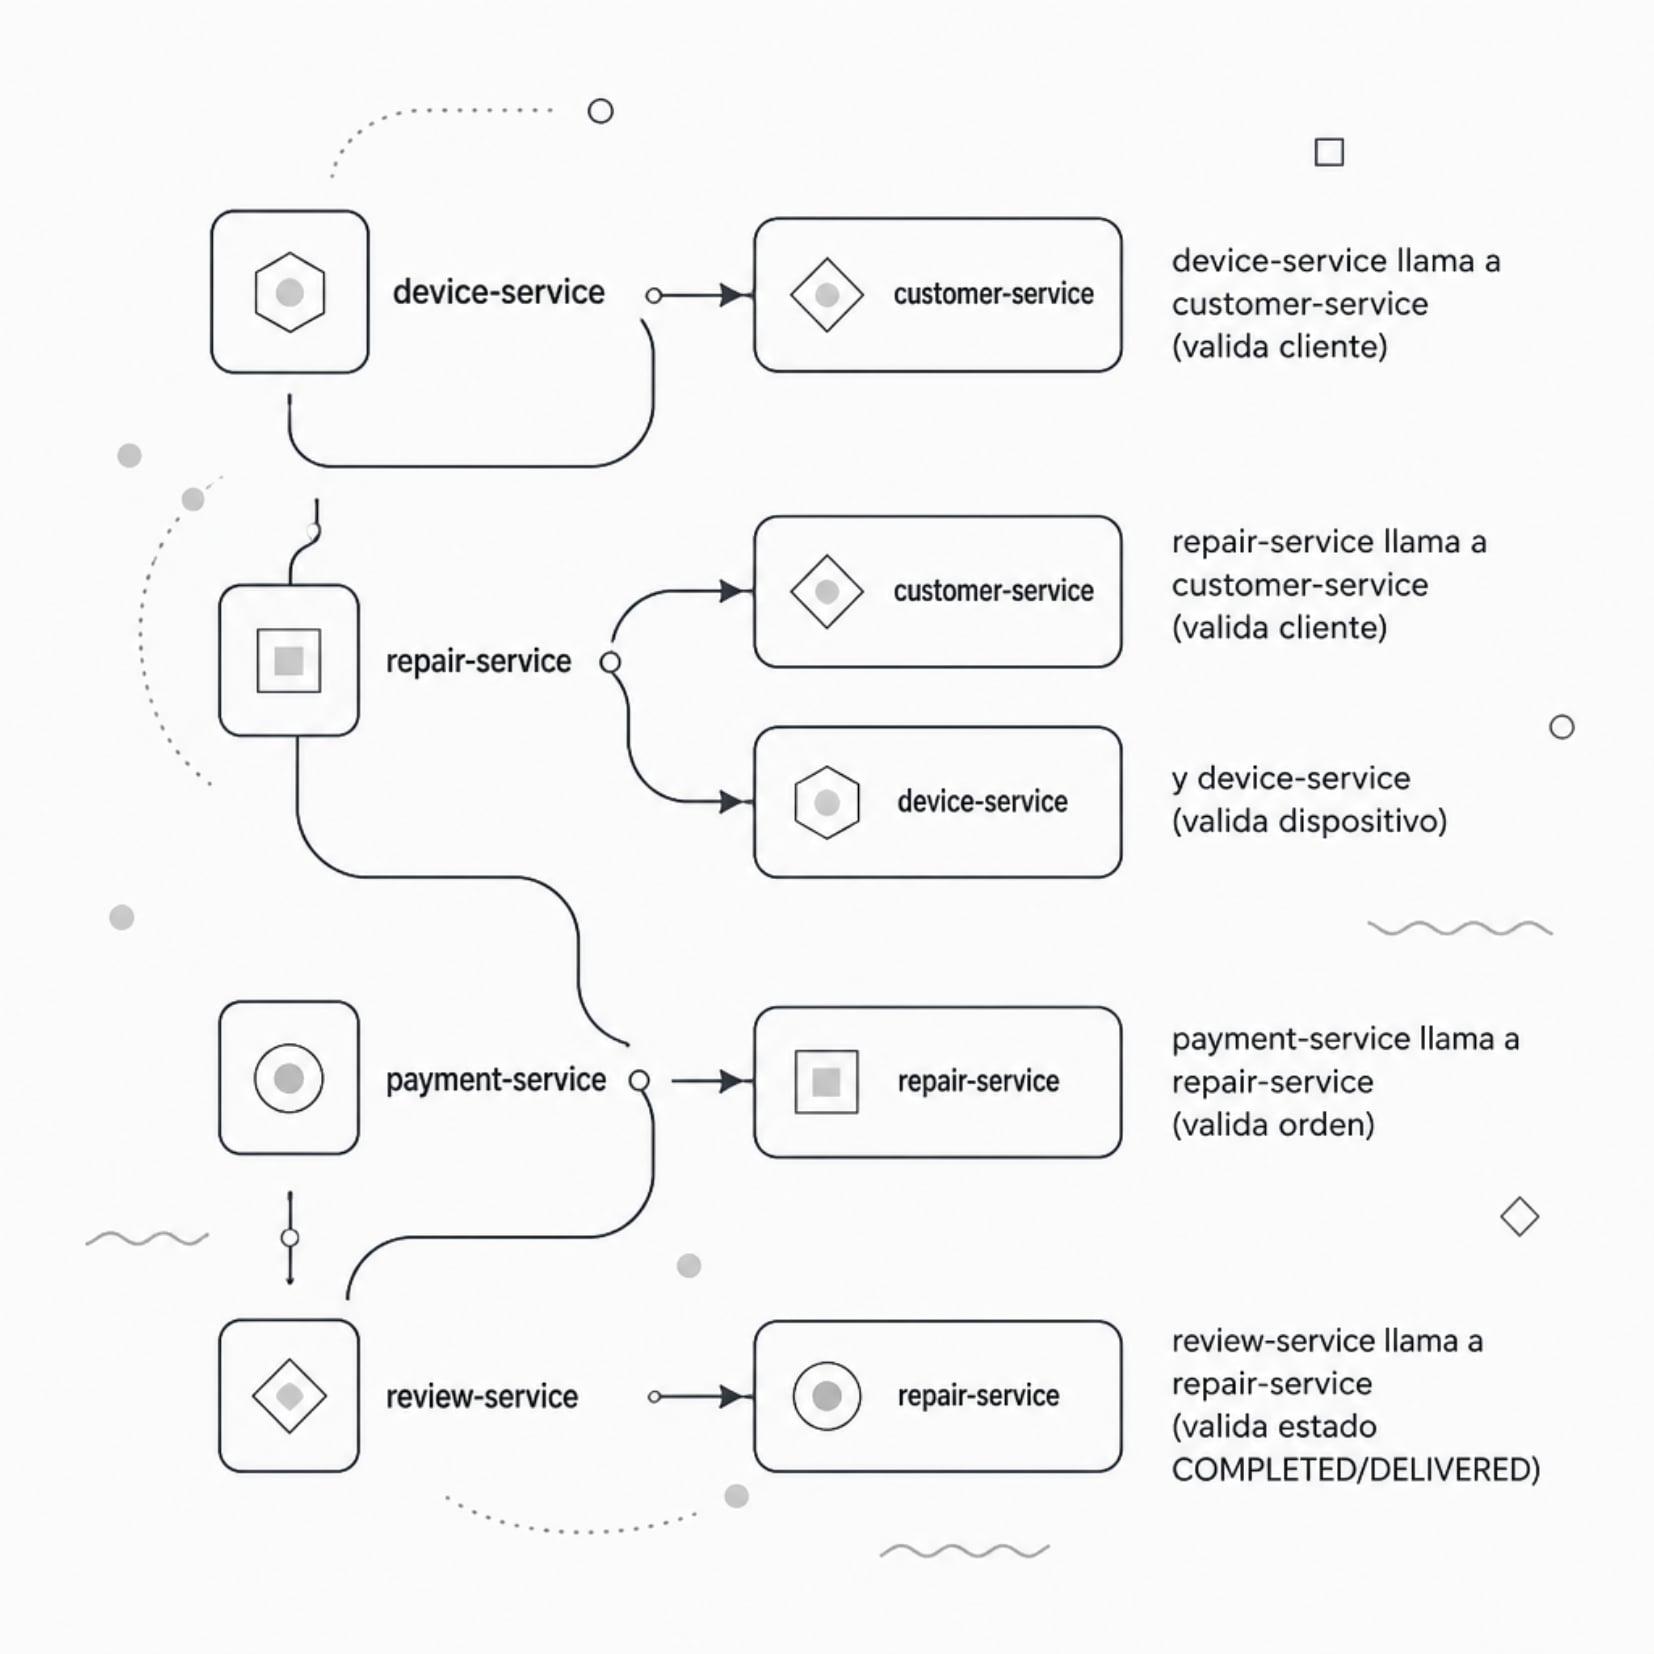 device-service
customer-service
device-service llama a
customer-service
(valida cliente)
repair-service
customer-service
repair-service llama a
customer-service
(valida cliente)
device-service
y device-service
(valida dispositivo)
payment-service
repair-service
payment-service llama a
repair-service
(valida orden)
review-service
repair-service
review-service llama a
repair-service
(valida estado
COMPLETED/DELIVERED)